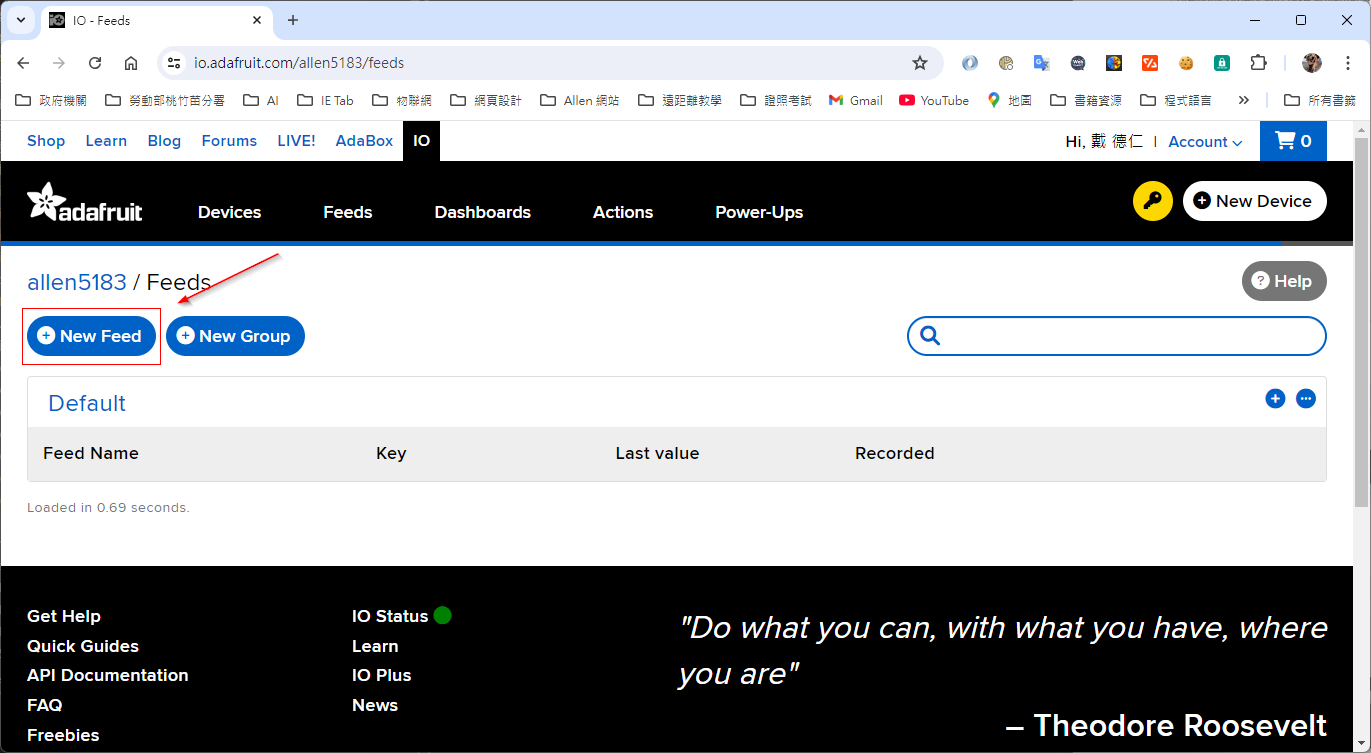 IO - Feeds
io.adafruit.com/allen5183/feeds
政府機關 勞動部桃竹苗分署 AI IE Tab 物聯網 網頁設計 Allen 網站 遠距離教學 證照考試 Gmail YouTube 地圖 書籍資源 程式語言 » 所有書籤
Shop Learn Blog Forums LIVE! AdaBox IO Hi, 戴 德仁 | Account 0
adafruit Devices Feeds Dashboards Actions Power-Ups New Device
allen5183 / Feeds Help
New Feed New Group
Default
Feed Name Key Last value Recorded
Loaded in 0.69 seconds.
Get Help IO Status "Do what you can, with what you have, where
Quick Guides Learn
API Documentation IO Plus you are"
FAQ News
Freebies – Theodore Roosevelt